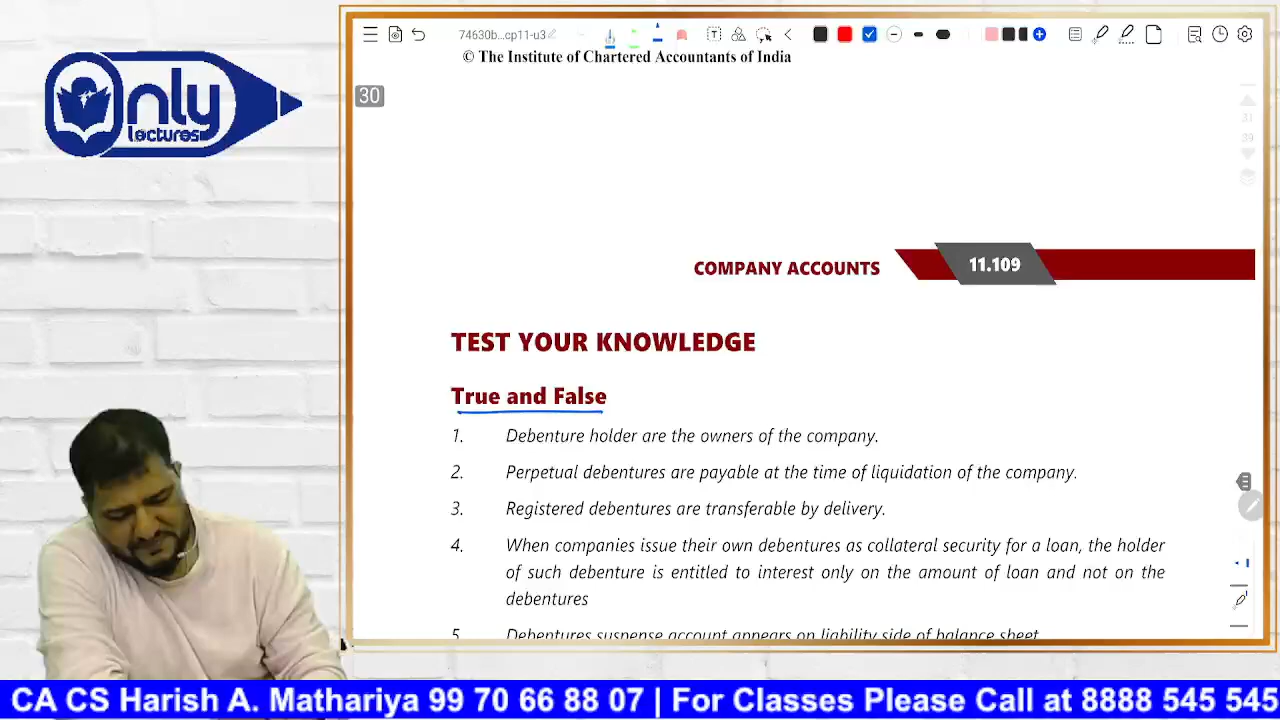 Only
lectures
74630b...cp11-u3
© The Institute of Chartered Accountants of India
30
31
39
COMPANY ACCOUNTS 11.109
TEST YOUR KNOWLEDGE
True and False
1. Debenture holder are the owners of the company.
2. Perpetual debentures are payable at the time of liquidation of the company.
3. Registered debentures are transferable by delivery.
4. When companies issue their own debentures as collateral security for a loan, the holder
of such debenture is entitled to interest only on the amount of loan and not on the
debentures
5. Debentures suspense account appears on liability side of balance sheet
CA CS Harish A. Mathariya 99 70 66 88 07 | For Classes Please Call at 8888 545 545